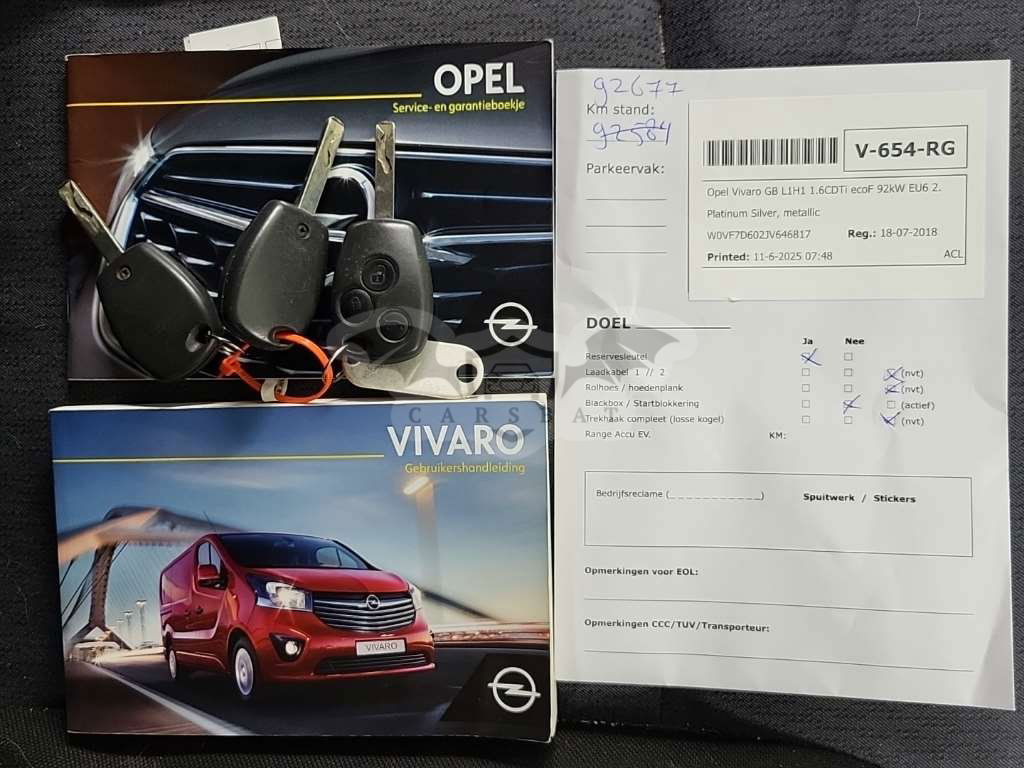 OPEL
Service- en garantieboekje
VIVARO
Gebruikershandleiding
VIVARO
CARSEAT
92677
Km stand:
Parkeervak:
V-654-RG
Opel Vivaro GB L1H1 1.6CDTi ecoF 92kW EU6 2.
Platinum Silver, metallic
W0VF7D602JV646817 Reg.: 18-07-2018
Printed: 11-6-2025 07:48 ACL
DOEL
Ja Nee
Reservesleutel
Laadkabel 1 // 2 (nvt)
Rolhoes / hoedenplank (nvt)
Blackbox / Startblokkering (actief)
Trekhaak compleet (losse kogel) (nvt)
Range Accu EV. KM:
Bedrijfsreclame (_ _ _ _ _ _ _ _ _ _ _ _) Spuitwerk / Stickers
Opmerkingen voor EOL:
Opmerkingen CCC/TUV/Transporteur: